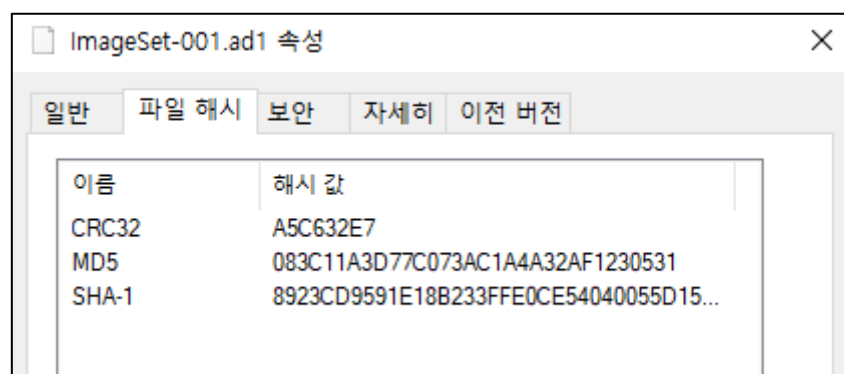 ImageSet-001.ad1 속성
일반 파일 해시 보안 자세히 이전 버전
이름 해시 값
CRC32 A5C632E7
MD5 083C11A3D77C073AC1A4A32AF1230531
SHA-1 8923CD9591E18B233FFE0CE54040055D15...